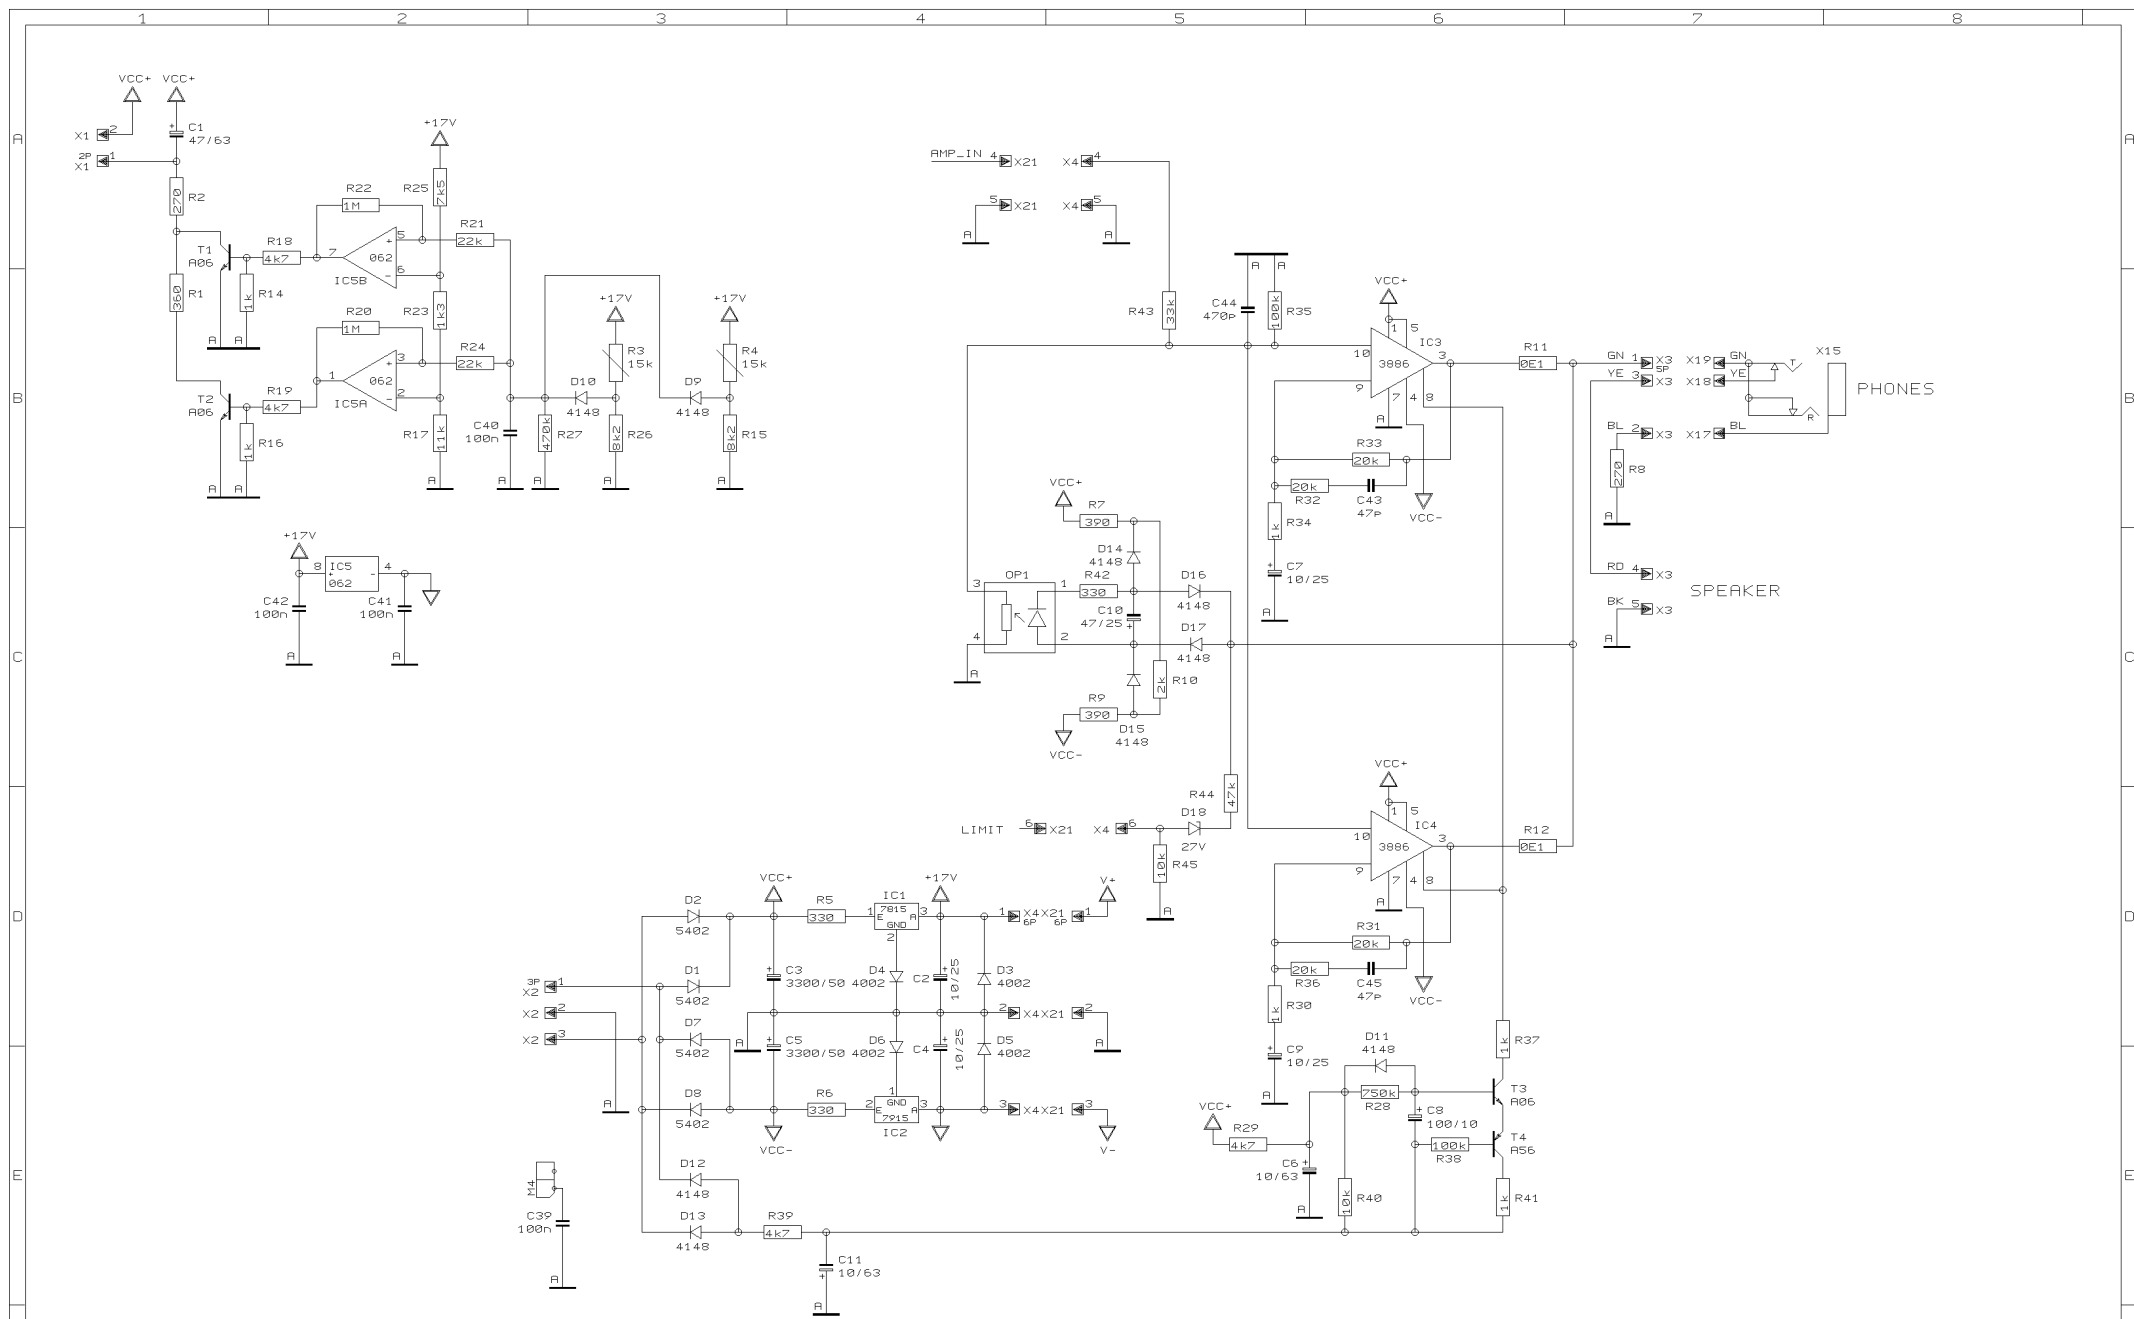 1 2 3 4 5 6 7 8
A A
B B
C C
D D
E E
VCC+ VCC+
X1 2
2P
X1 1
+ C1
47/63
270 R2
T1
A06
360 R1
T2
A06
R18
4k7
1k R14
R19
4k7
1k R16
A A
A A
R22
1M
7 5 + 6 -
062
IC5B
R20
1M
1 3 + 2 -
062
IC5A
+17V
R25 7k5
R23 1k3
R17 11k
A
R21
22k
R24
22k
C40
100n
A
470k R27
A
D10
4148
+17V
R3
15k
8k2 R26
A
D9
4148
+17V
R4
15k
8k2 R15
A
+17V
8 IC5 4
+ -
062
C42
100n
A
C41
100n
A
AMP_IN 4 X21 X4 4
5 X21 X4 5
A A
R43 33k
A A
C44
470p
100k R35
VCC+
1 5
IC3
10 3886 3
9 7 4 8
A
VCC-
R33
20k
20k
R32
C43
47p
1k R34
+ C7
10/25
A
R11
0E1
GN 1 X3 X19 GN
5P
YE 3 X3 X18 YE
BL 2 X3 X17 BL
X15
T
R
PHONES
270 R8
A
RD 4 X3
BK 5 X3
SPEAKER
A
VCC+
R7
390
D14
4148
OP1
3 1
4 2
A
R42
330
C10
47/25
+
D16
4148
D17
4148
2k R10
R9
390
D15
4148
VCC-
R44 47k
LIMIT 6 X21 X4 6
D18
27V
10k R45
A
VCC+
1 5
IC4
10 3886 3
9 7 4 8
A
VCC-
R12
0E1
R31
20k
20k
R36
C45
47p
1k R30
+ C9
10/25
A
3P
X2 1
X2 2
X2 3
A
D2
5402
D1
5402
D7
5402
D8
5402
VCC+
R5
330
IC1
1 7815 3
E A
GND
2
+17V
1 X4 X21 1
6P 6P
V+
+ C3
3300/50
D4
4002
C2 +
10/25
D3
4002
2 X4 X21 2
A
A
+ C5
3300/50
D6
4002
C4 +
10/25
D5
4002
R6
330
1
GND
2 E A 3
7915
IC2
3 X4 X21 3
VCC-
V-
M4
C39
100n
A
D12
4148
D13
4148
R39
4k7
C11
10/63
+
A
VCC+
R29
4k7
C6 +
10/63
A
D11
4148
750k
R28
+ C8
100/10
100k
R38
10k R40
1k R37
T3
A06
T4
A56
1k R41